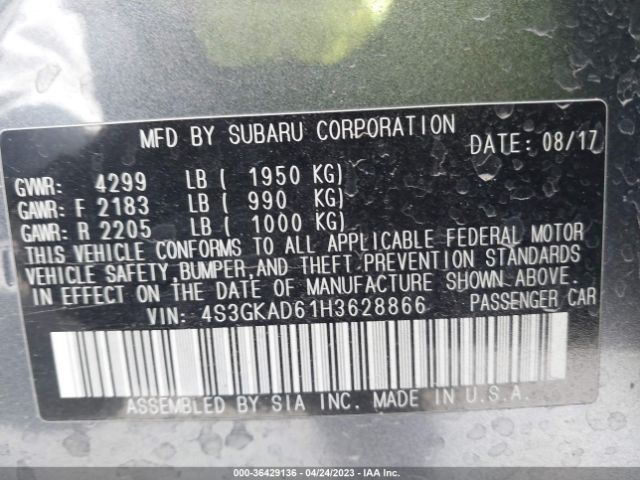 MFD BY SUBARU CORPORATION DATE: 08/17
GVWR: 4299 LB ( 1950 KG)
GAWR: F 2183 LB ( 990 KG)
GAWR: R 2205 LB ( 1000 KG)
THIS VEHICLE CONFORMS TO ALL APPLICABLE FEDERAL MOTOR
VEHICLE SAFETY BUMPER,AND THEFT PREVENTION STANDARDS
IN EFFECT ON THE DATE OF MANUFACTURING SHOWN ABOVE.
VIN: 4S3GKAD61H3628866 PASSENGER CAR
ASSEMBLED BY SIA INC. MADE IN U.S.A.
000-36429136 - 04/24/2023 - IAA Inc.